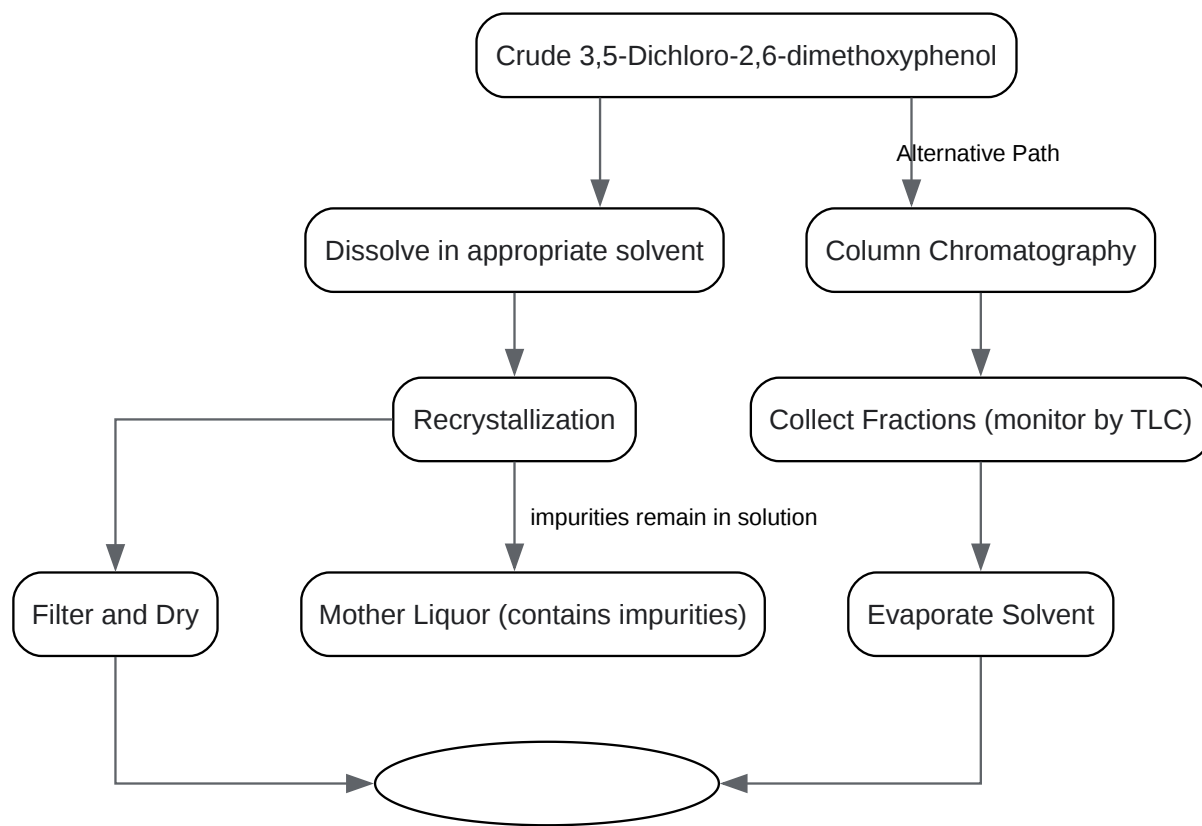 Crude 3,5-Dichloro-2,6-dimethoxyphenol
Alternative Path
Dissolve in appropriate solvent
Column Chromatography
Recrystallization
Collect Fractions (monitor by TLC)
impurities remain in solution
Filter and Dry
Mother Liquor (contains impurities)
Evaporate Solvent